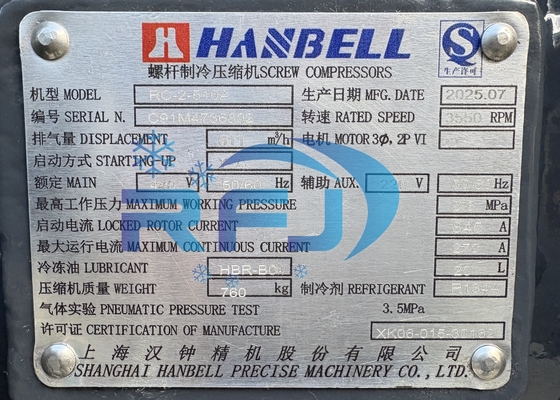 HANBELL
生产许可
螺杆制冷压缩机SCREW COMPRESSORS
机型 MODEL 生产日期 MFG.DATE 2025.07
编号 SERIAL N. 转速 RATED SPEED 3550 RPM
排气量 DISPLACEMENT m³/h 电机 MOTOR 3Ø, 2P VI
启动方式 STARTING-UP
额定 MAIN V 50/60 Hz 辅助 AUX. V Hz
最高工作压力 MAXIMUM WORKING PRESSURE MPa
启动电流 LOCKED ROTOR CURRENT A
最大运行电流 MAXIMUM CONTINUOUS CURRENT A
冷冻油 LUBRICANT L
压缩机质量 WEIGHT 760 kg 制冷剂 REFRIGERANT
气体实验 PNEUMATIC PRESSURE TEST 3.5MPa
许可证 CERTIFICATION OF MANUFACTURE
REJ
上海汉钟精机股份有限公司
SHANGHAI HANBELL PRECISE MACHINERY CO., LTD.